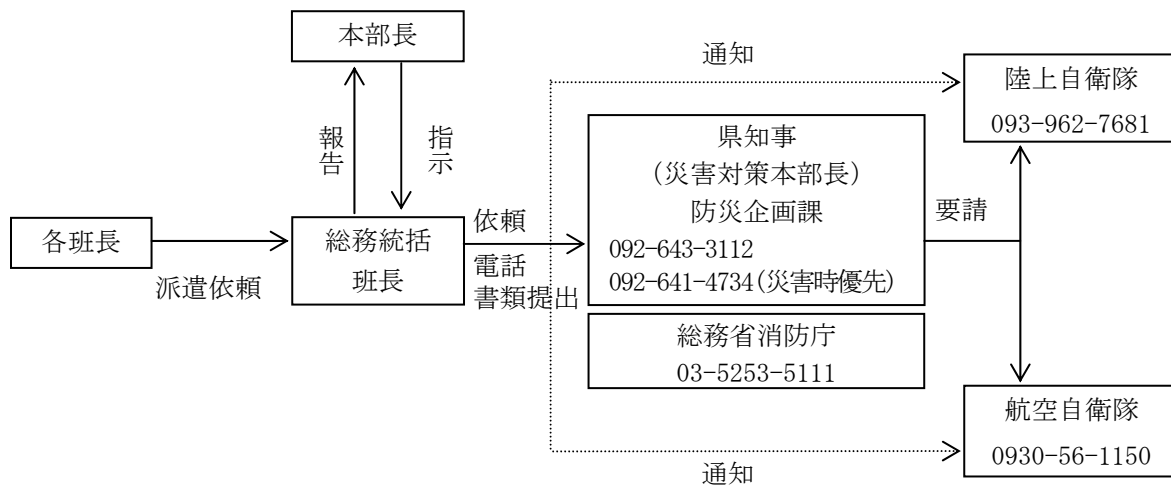 本部長
通知
陸上自衛隊
093-962-7681
報告
指示
県知事
(災害対策本部長)
防災企画課
092-643-3112
092-641-4734(災害時優先)
要請
各班長
派遣依頼
総務統括
班長
依頼
電話
書類提出
総務省消防庁
03-5253-5111
航空自衛隊
0930-56-1150
通知